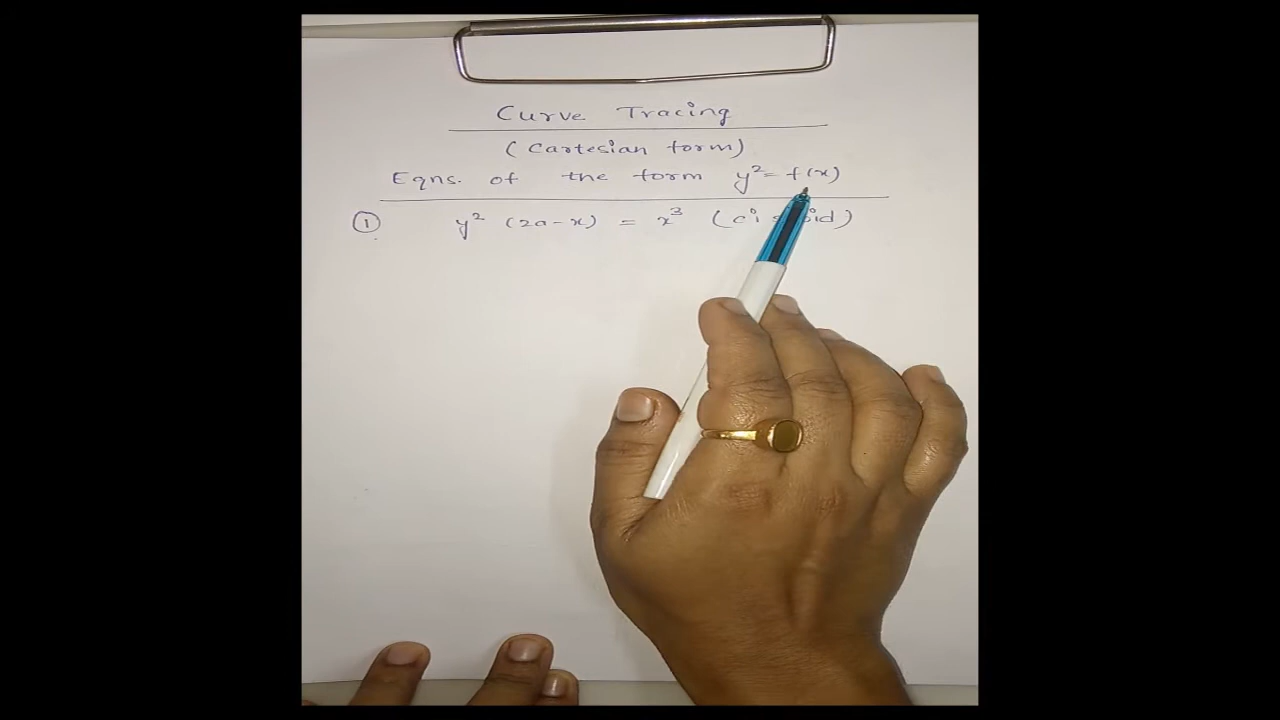 Curve Tracing
(Cartesian form)
Eqns. of the form y² = f(x)
① y² (2a - x) = x³